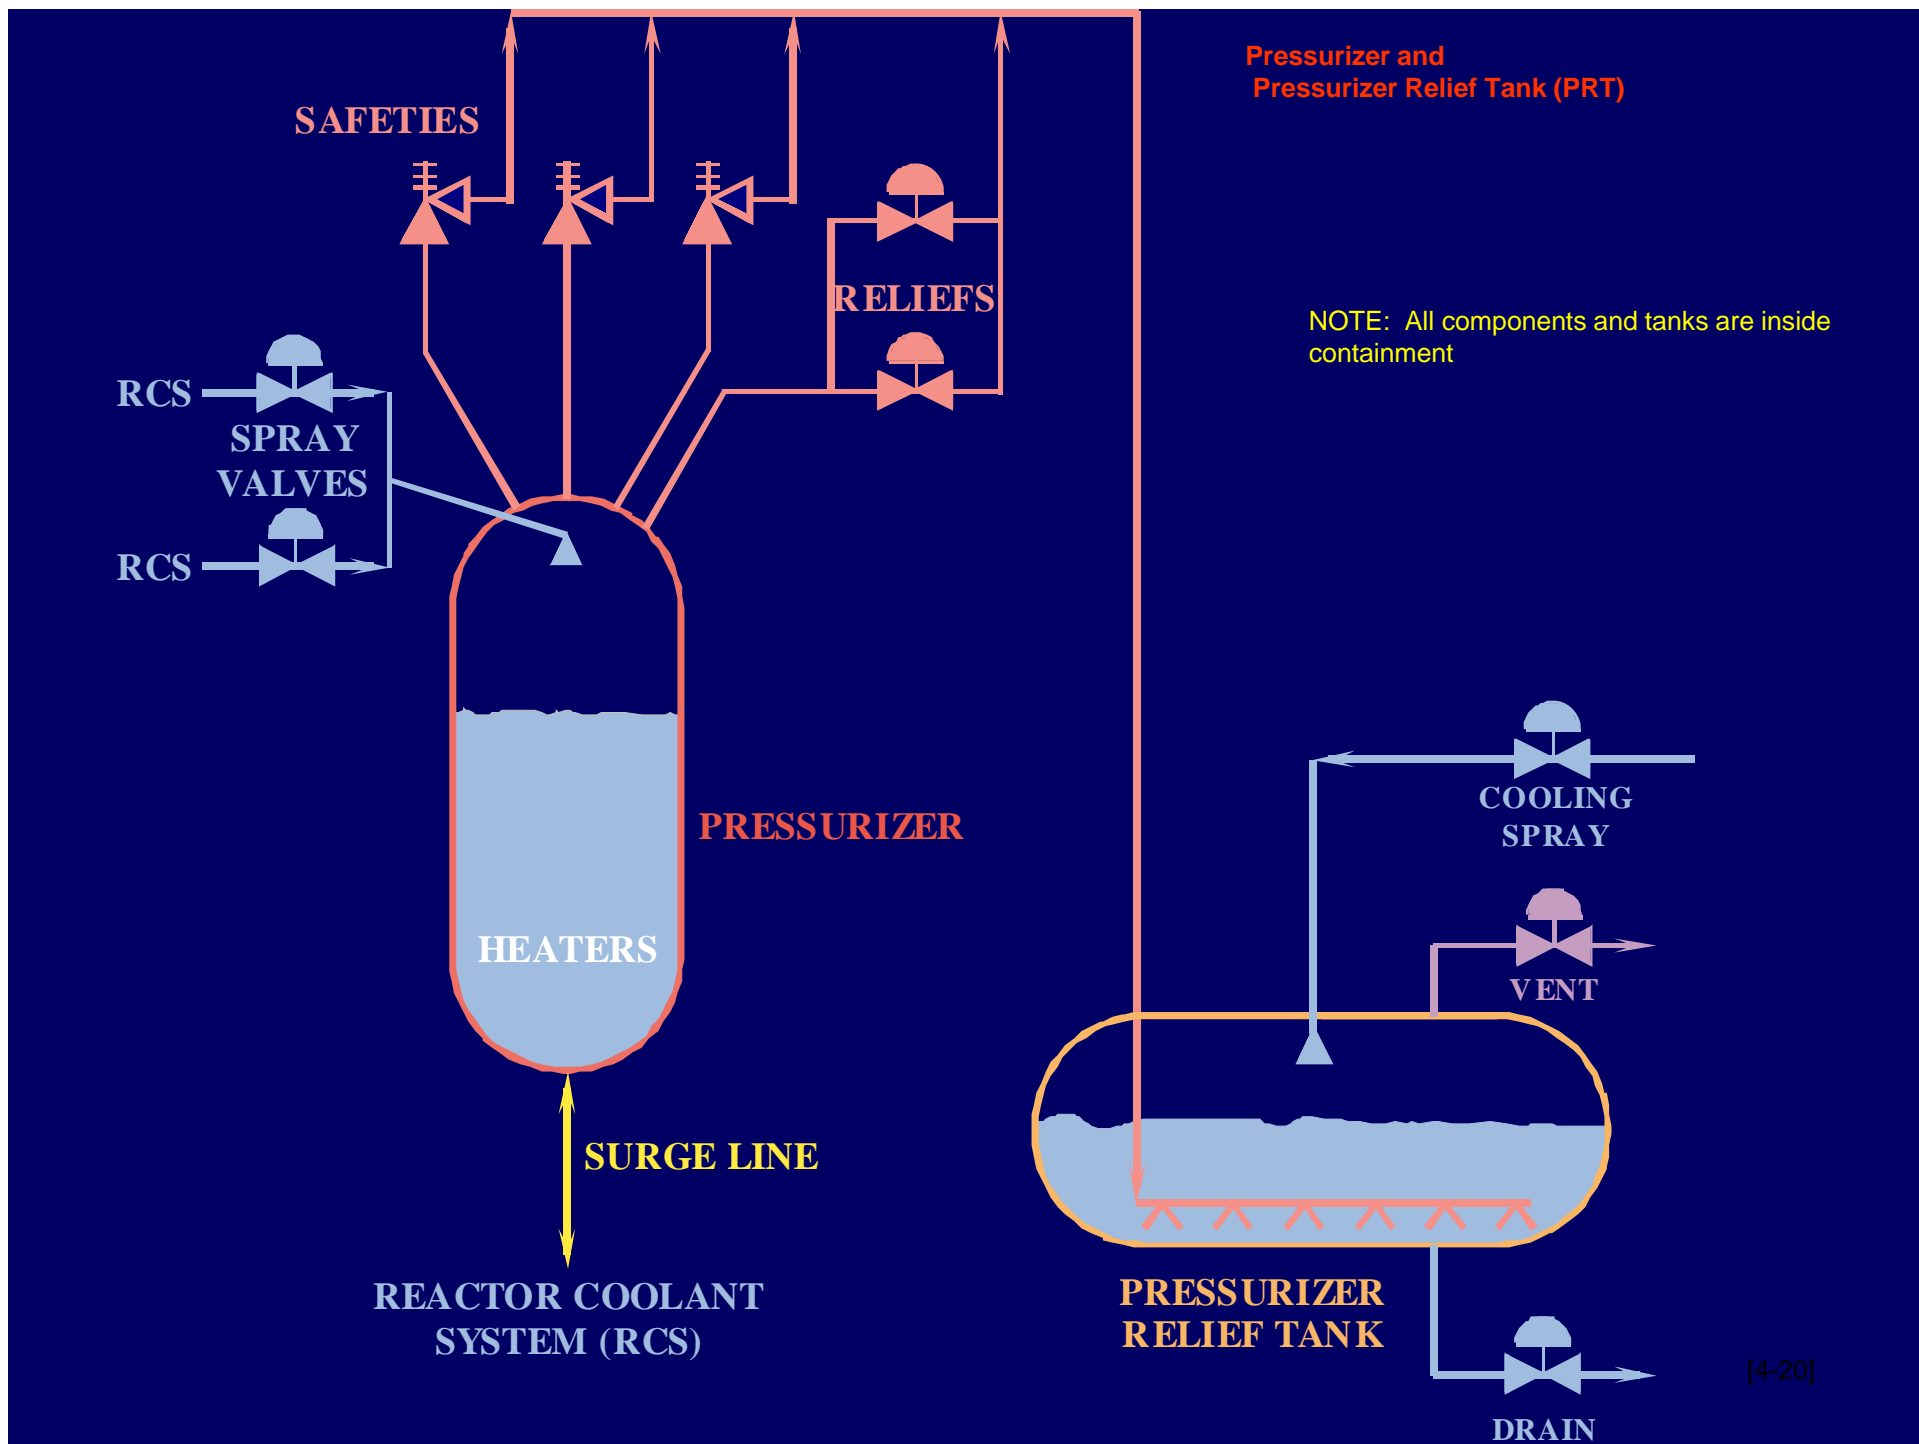 Pressurizer and
Pressurizer Relief Tank (PRT)
SAFETIES
RELIEFS
NOTE: All components and tanks are inside
containment
RCS
SPRAY
VALVES
RCS
COOLING
SPRAY
PRESSURIZER
HEATERS
VENT
SURGE LINE
REACTOR COOLANT
SYSTEM (RCS)
PRESSURIZER
RELIEF TANK
[4-20]
DRAIN